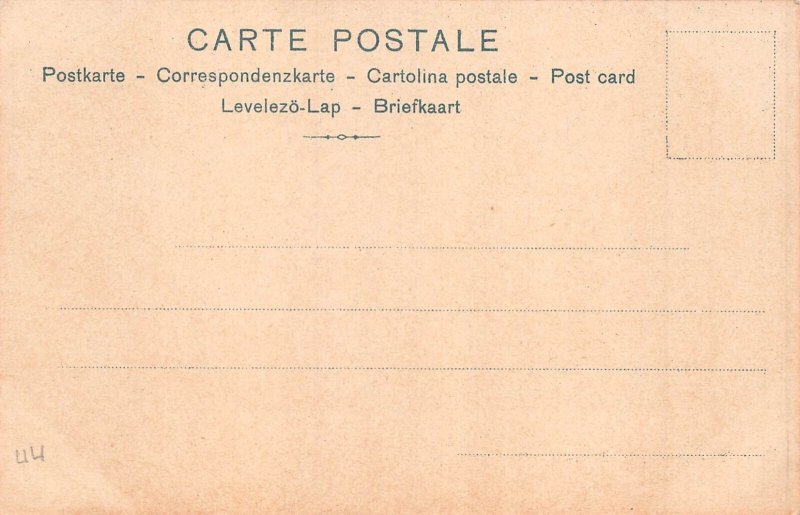 CARTE POSTALE
Postkarte - Correspondenzkarte - Cartolina postale - Post card
Levelezö-Lap - Briefkaart
44